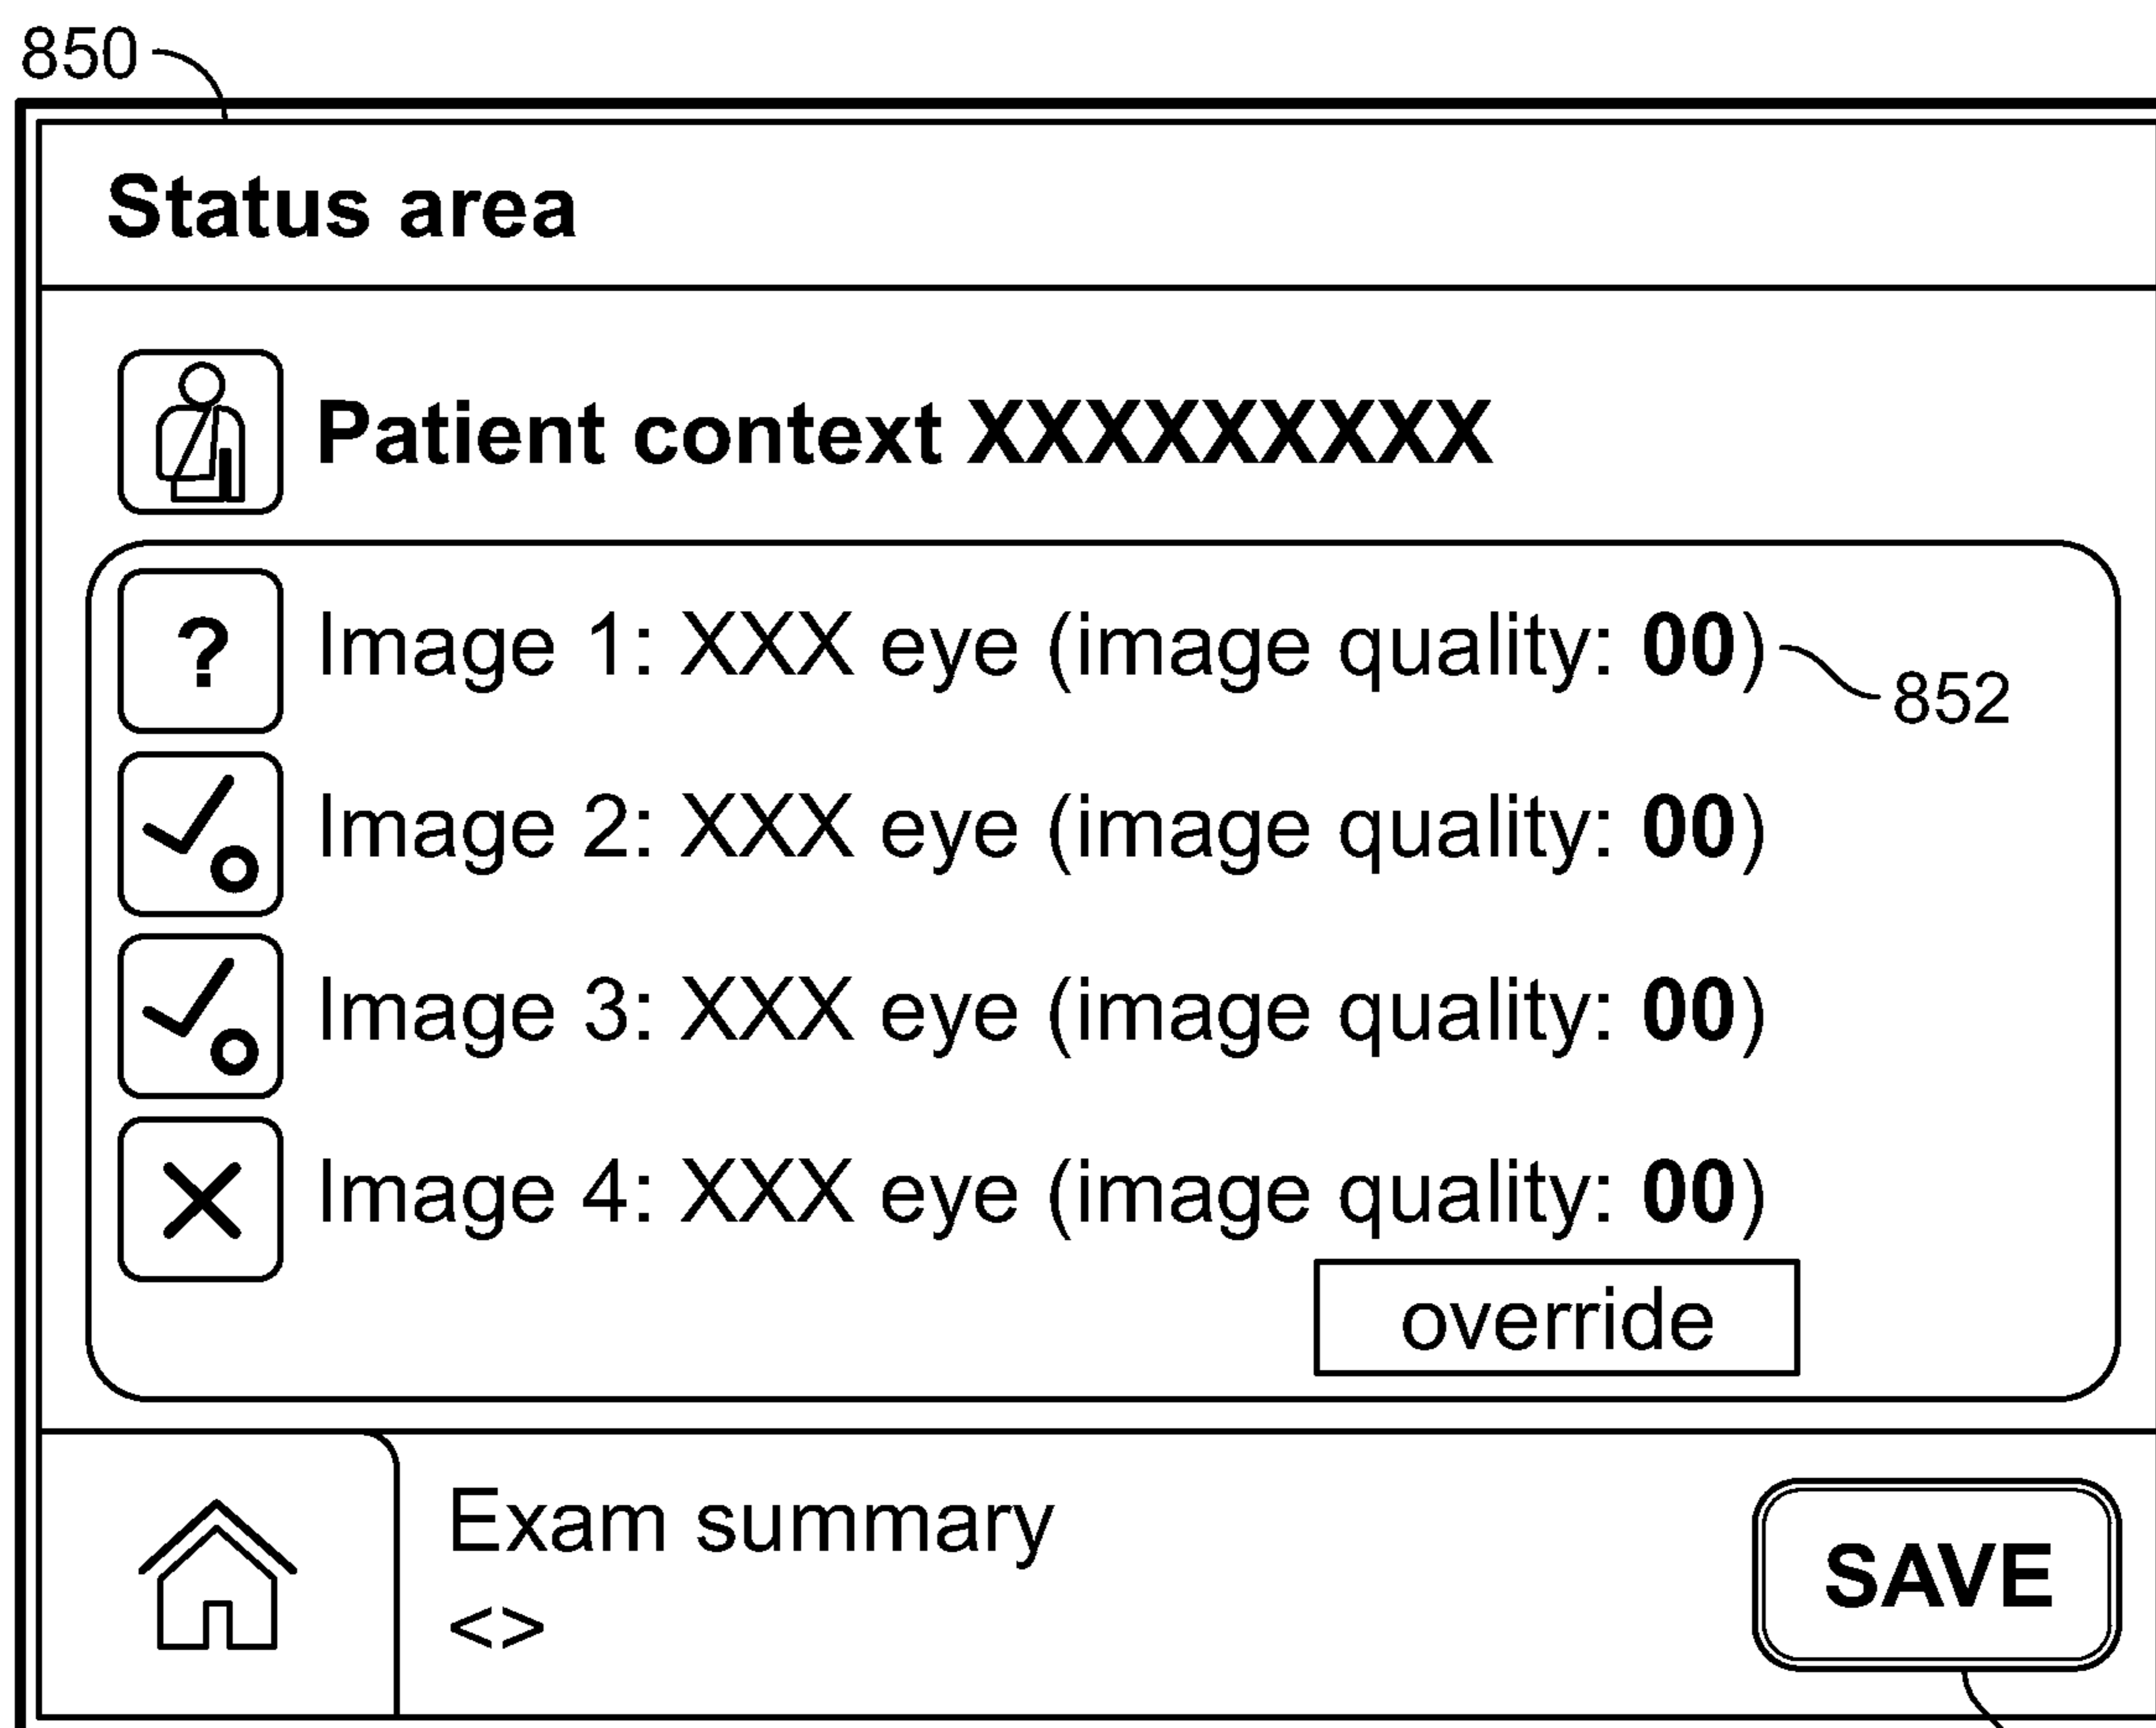 850
Status area
Patient context XXXXXXXXX
? Image 1: XXX eye (image quality: 00)
852
Image 2: XXX eye (image quality: 00)
Image 3: XXX eye (image quality: 00)
Image 4: XXX eye (image quality: 00)
override
Exam summary
<>
SAVE